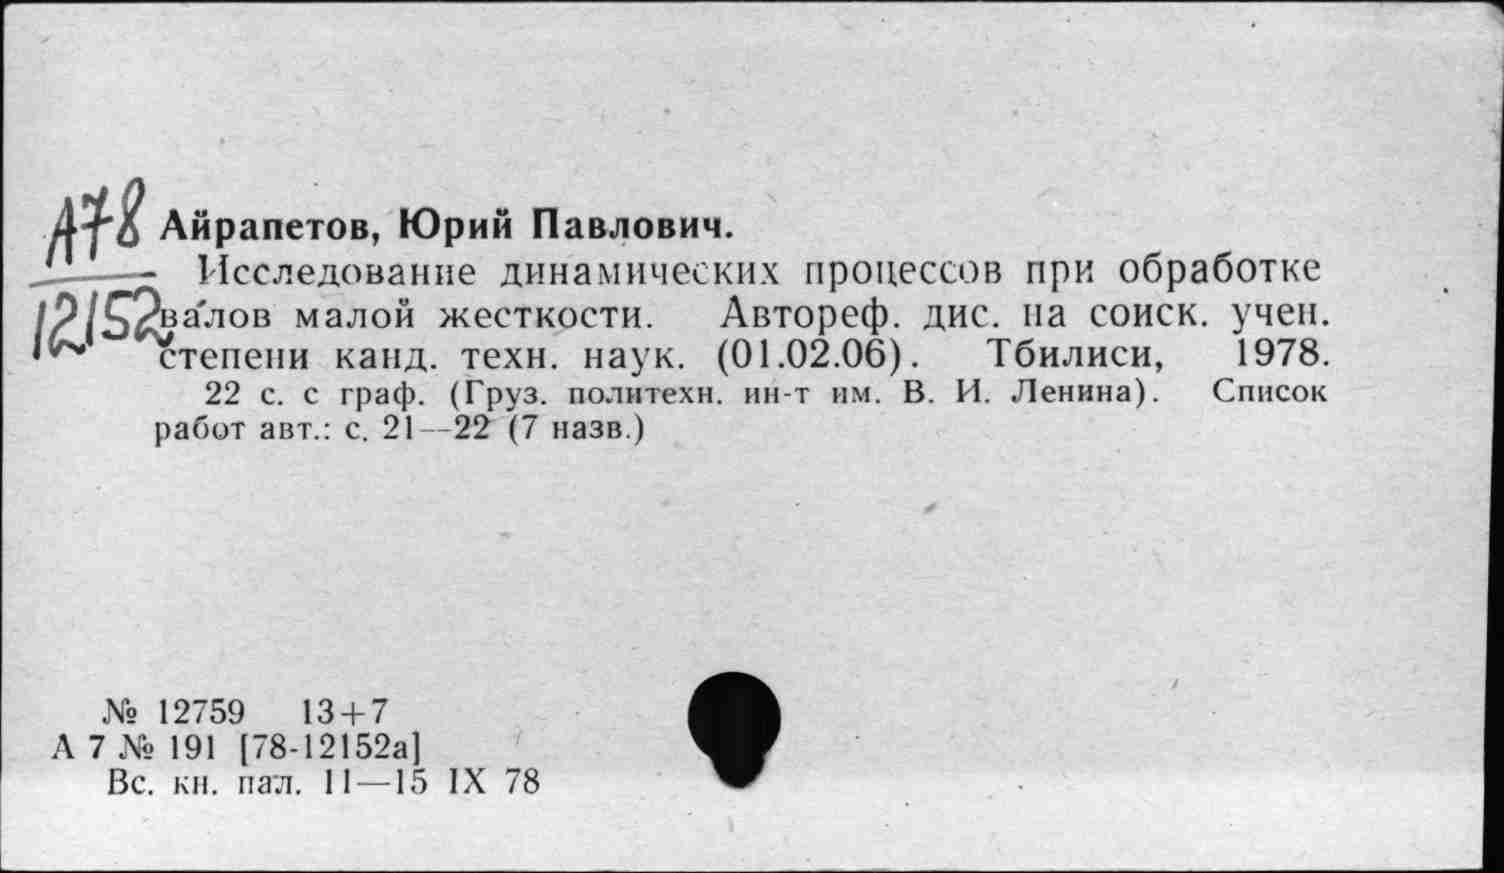 А78
12152
Айрапетов, Юрий Павлович.
Исследование динамических процессов при обработке
валов малой жесткости. Автореф. дис. на соиск. учен.
степени канд. техн. наук. (01.02.06). Тбилиси, 1978.
22 с. с граф. (Груз. политехн. ин-т им. В. И. Ленина). Список
работ авт.: с. 21—22 (7 назв.)
№ 12759 13+7
А 7 № 191 [78-12152а]
Вс. кн. пал. 11—15 IX 78